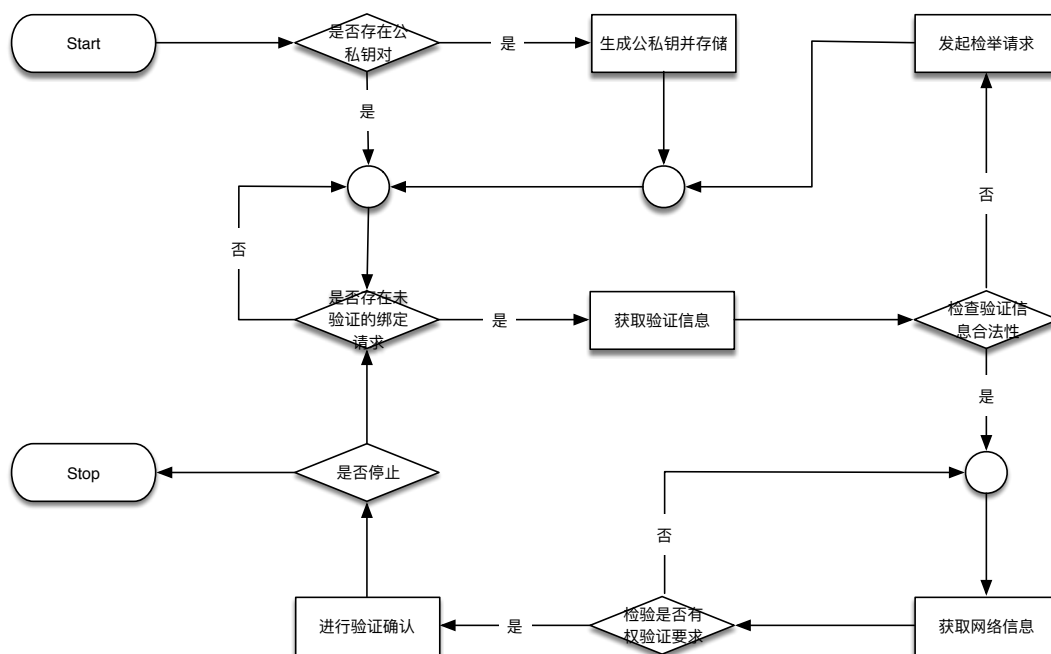 Start
是否存在公
私钥对
是
生成公私钥并存储
发起检举请求
是
否
否
是否存在未
验证的绑定
请求
是
获取验证信息
检查验证信
息合法性
是
Stop
是否停止
否
进行验证确认
是
检验是否有
权验证要求
获取网络信息